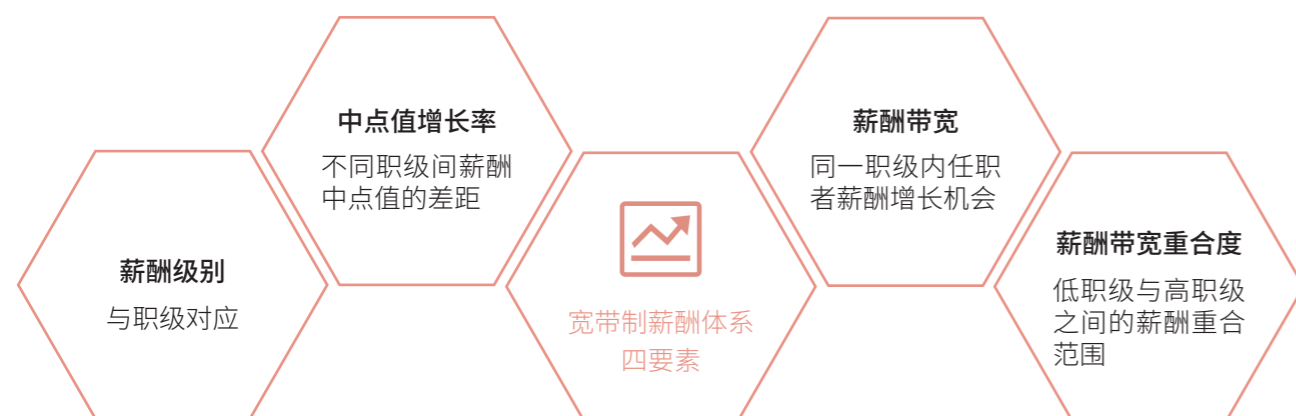 薪酬级别
与职级对应
中点值增长率
不同职级间薪酬
中点值的差距
宽带制薪酬体系
四要素
薪酬带宽
同一职级内任职
者薪酬增长机会
薪酬带宽重合度
低职级与高职级
之间的薪酬重合
范围